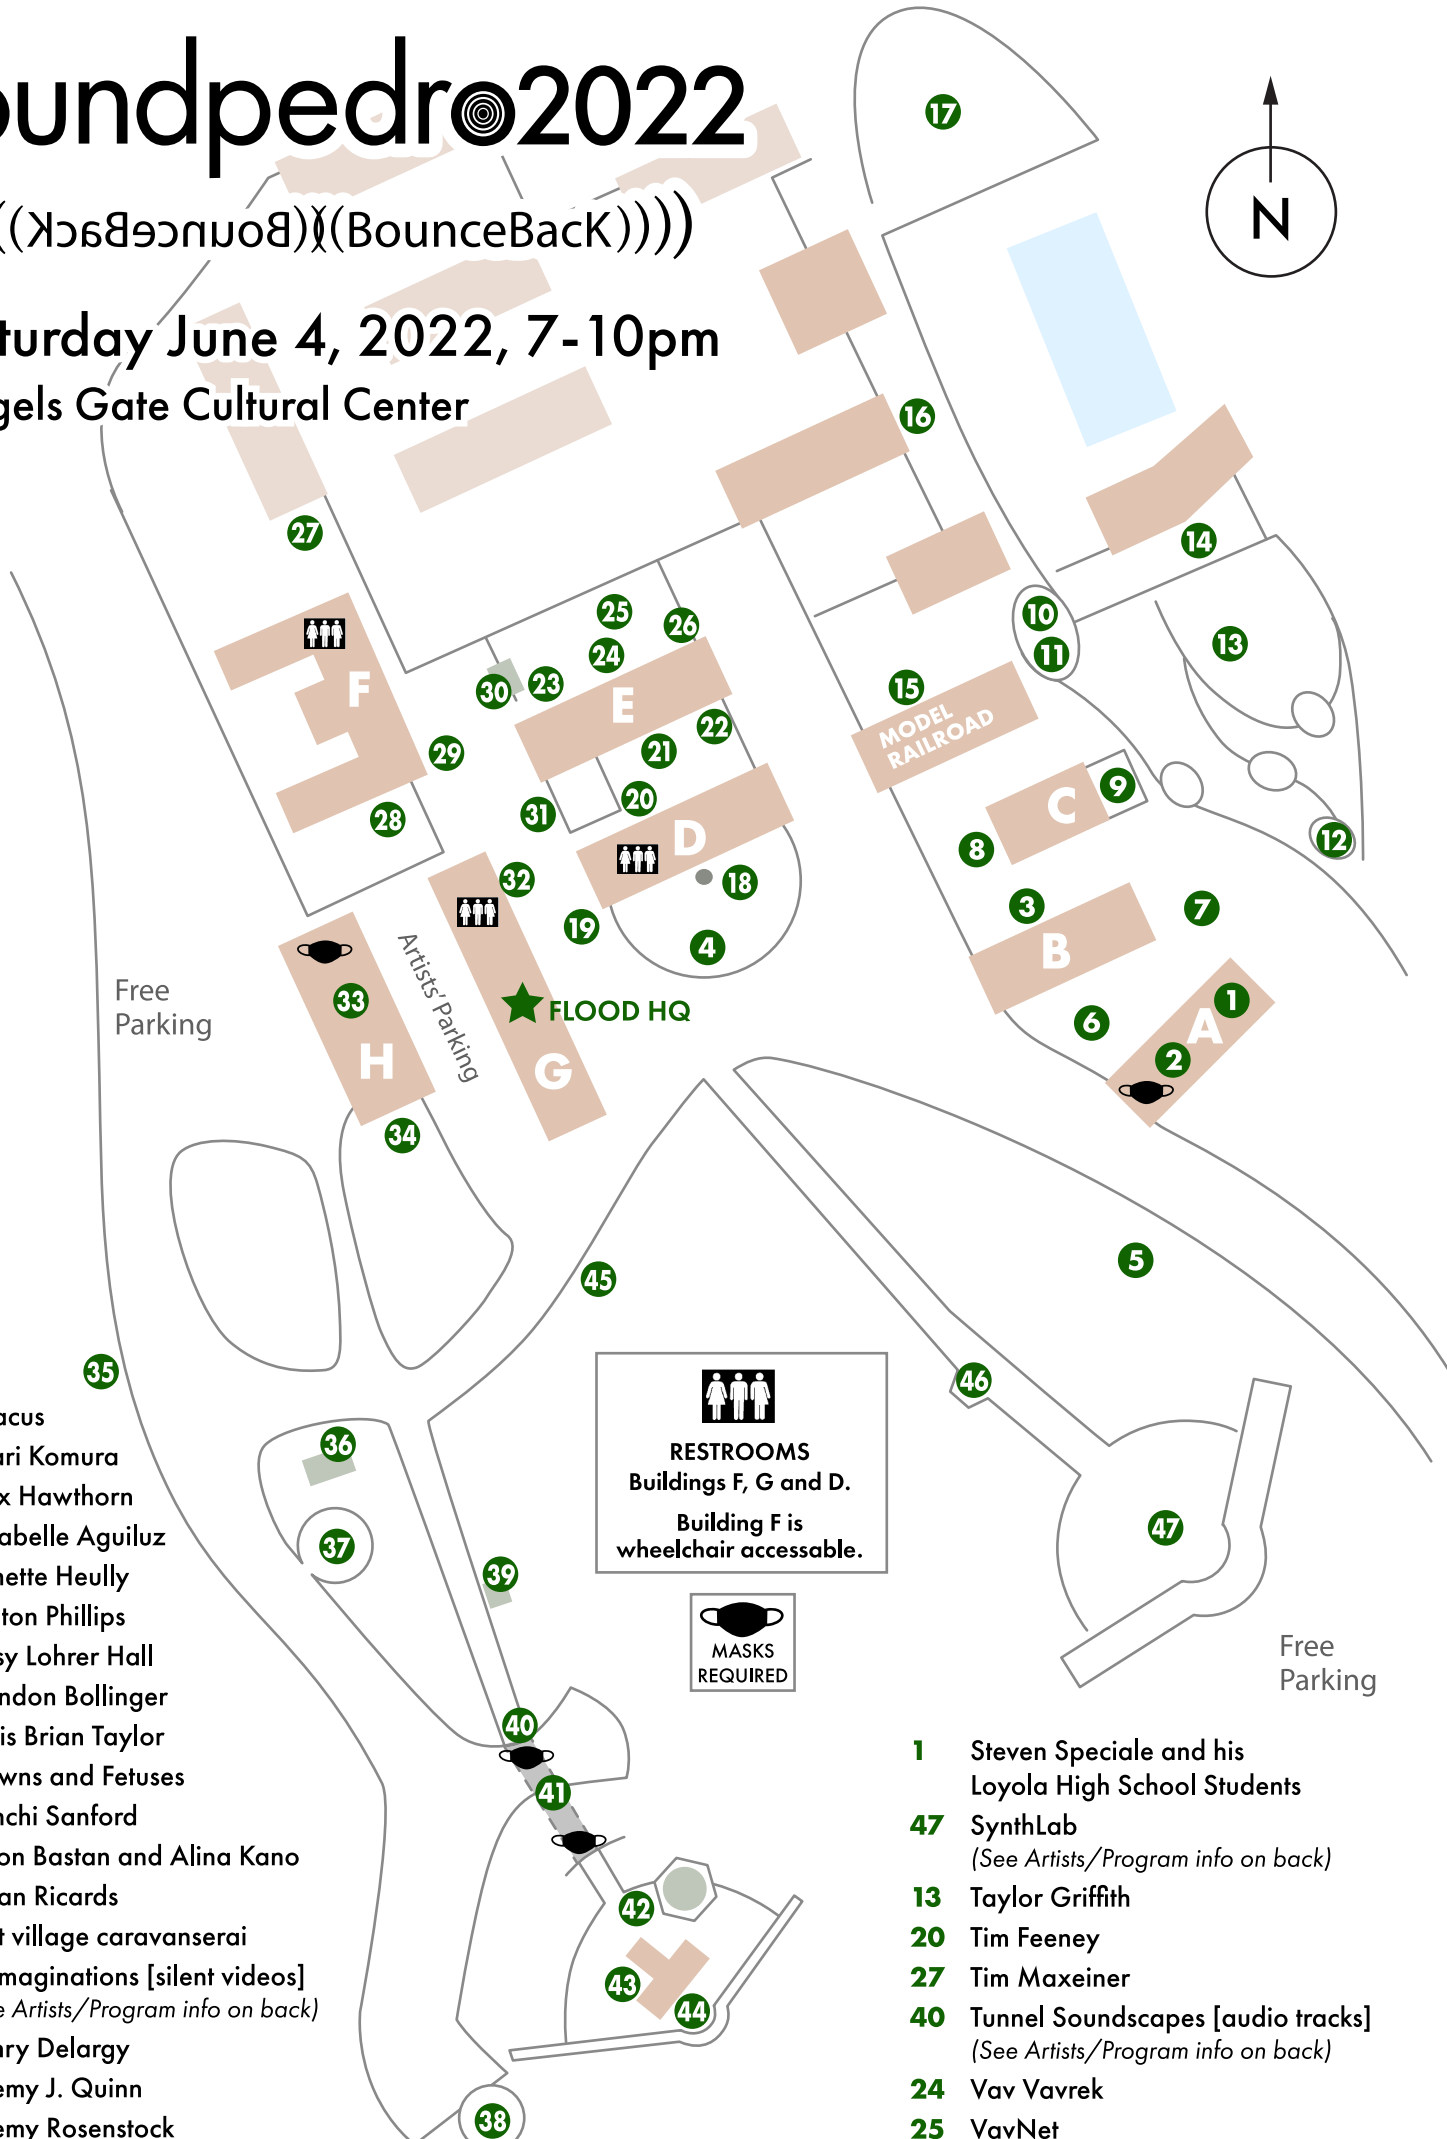 oundpedro2022
((BounceBacK))((BounceBacK)))))
turday June 4, 2022, 7-10pm
gels Gate Cultural Center
N
17
16
27
14
25
26
10
13
24
11
F
30
23
15
E
MODEL
RAILROAD
22
29
21
9
20
C
31
28
D
12
8
32
18
3
7
19
4
B
Free
Parking
33
Artists' Parking
FLOOD HQ
1
6
A
H
G
2
34
5
45
35
46
36
RESTROOMS
Buildings F, G and D.
Building F is
wheelchair accessable.
37
47
39
MASKS
REQUIRED
Free
Parking
40
41
42
43
44
38
acus
ari Komura
x Hawthorn
abelle Aguiluz
nette Heully
ton Phillips
sy Lohrer Hall
ndon Bollinger
is Brian Taylor
wns and Fetuses
nchi Sanford
on Bastan and Alina Kano
an Ricards
t village caravanserai
maginations [silent videos]
e Artists/Program info on back)
nry Delargy
emy J. Quinn
emy Rosenstock
1 Steven Speciale and his
Loyola High School Students
47 SynthLab
(See Artists/Program info on back)
13 Taylor Griffith
20 Tim Feeney
27 Tim Maxeiner
40 Tunnel Soundscapes [audio tracks]
(See Artists/Program info on back)
24 Vav Vavrek
25 VavNet